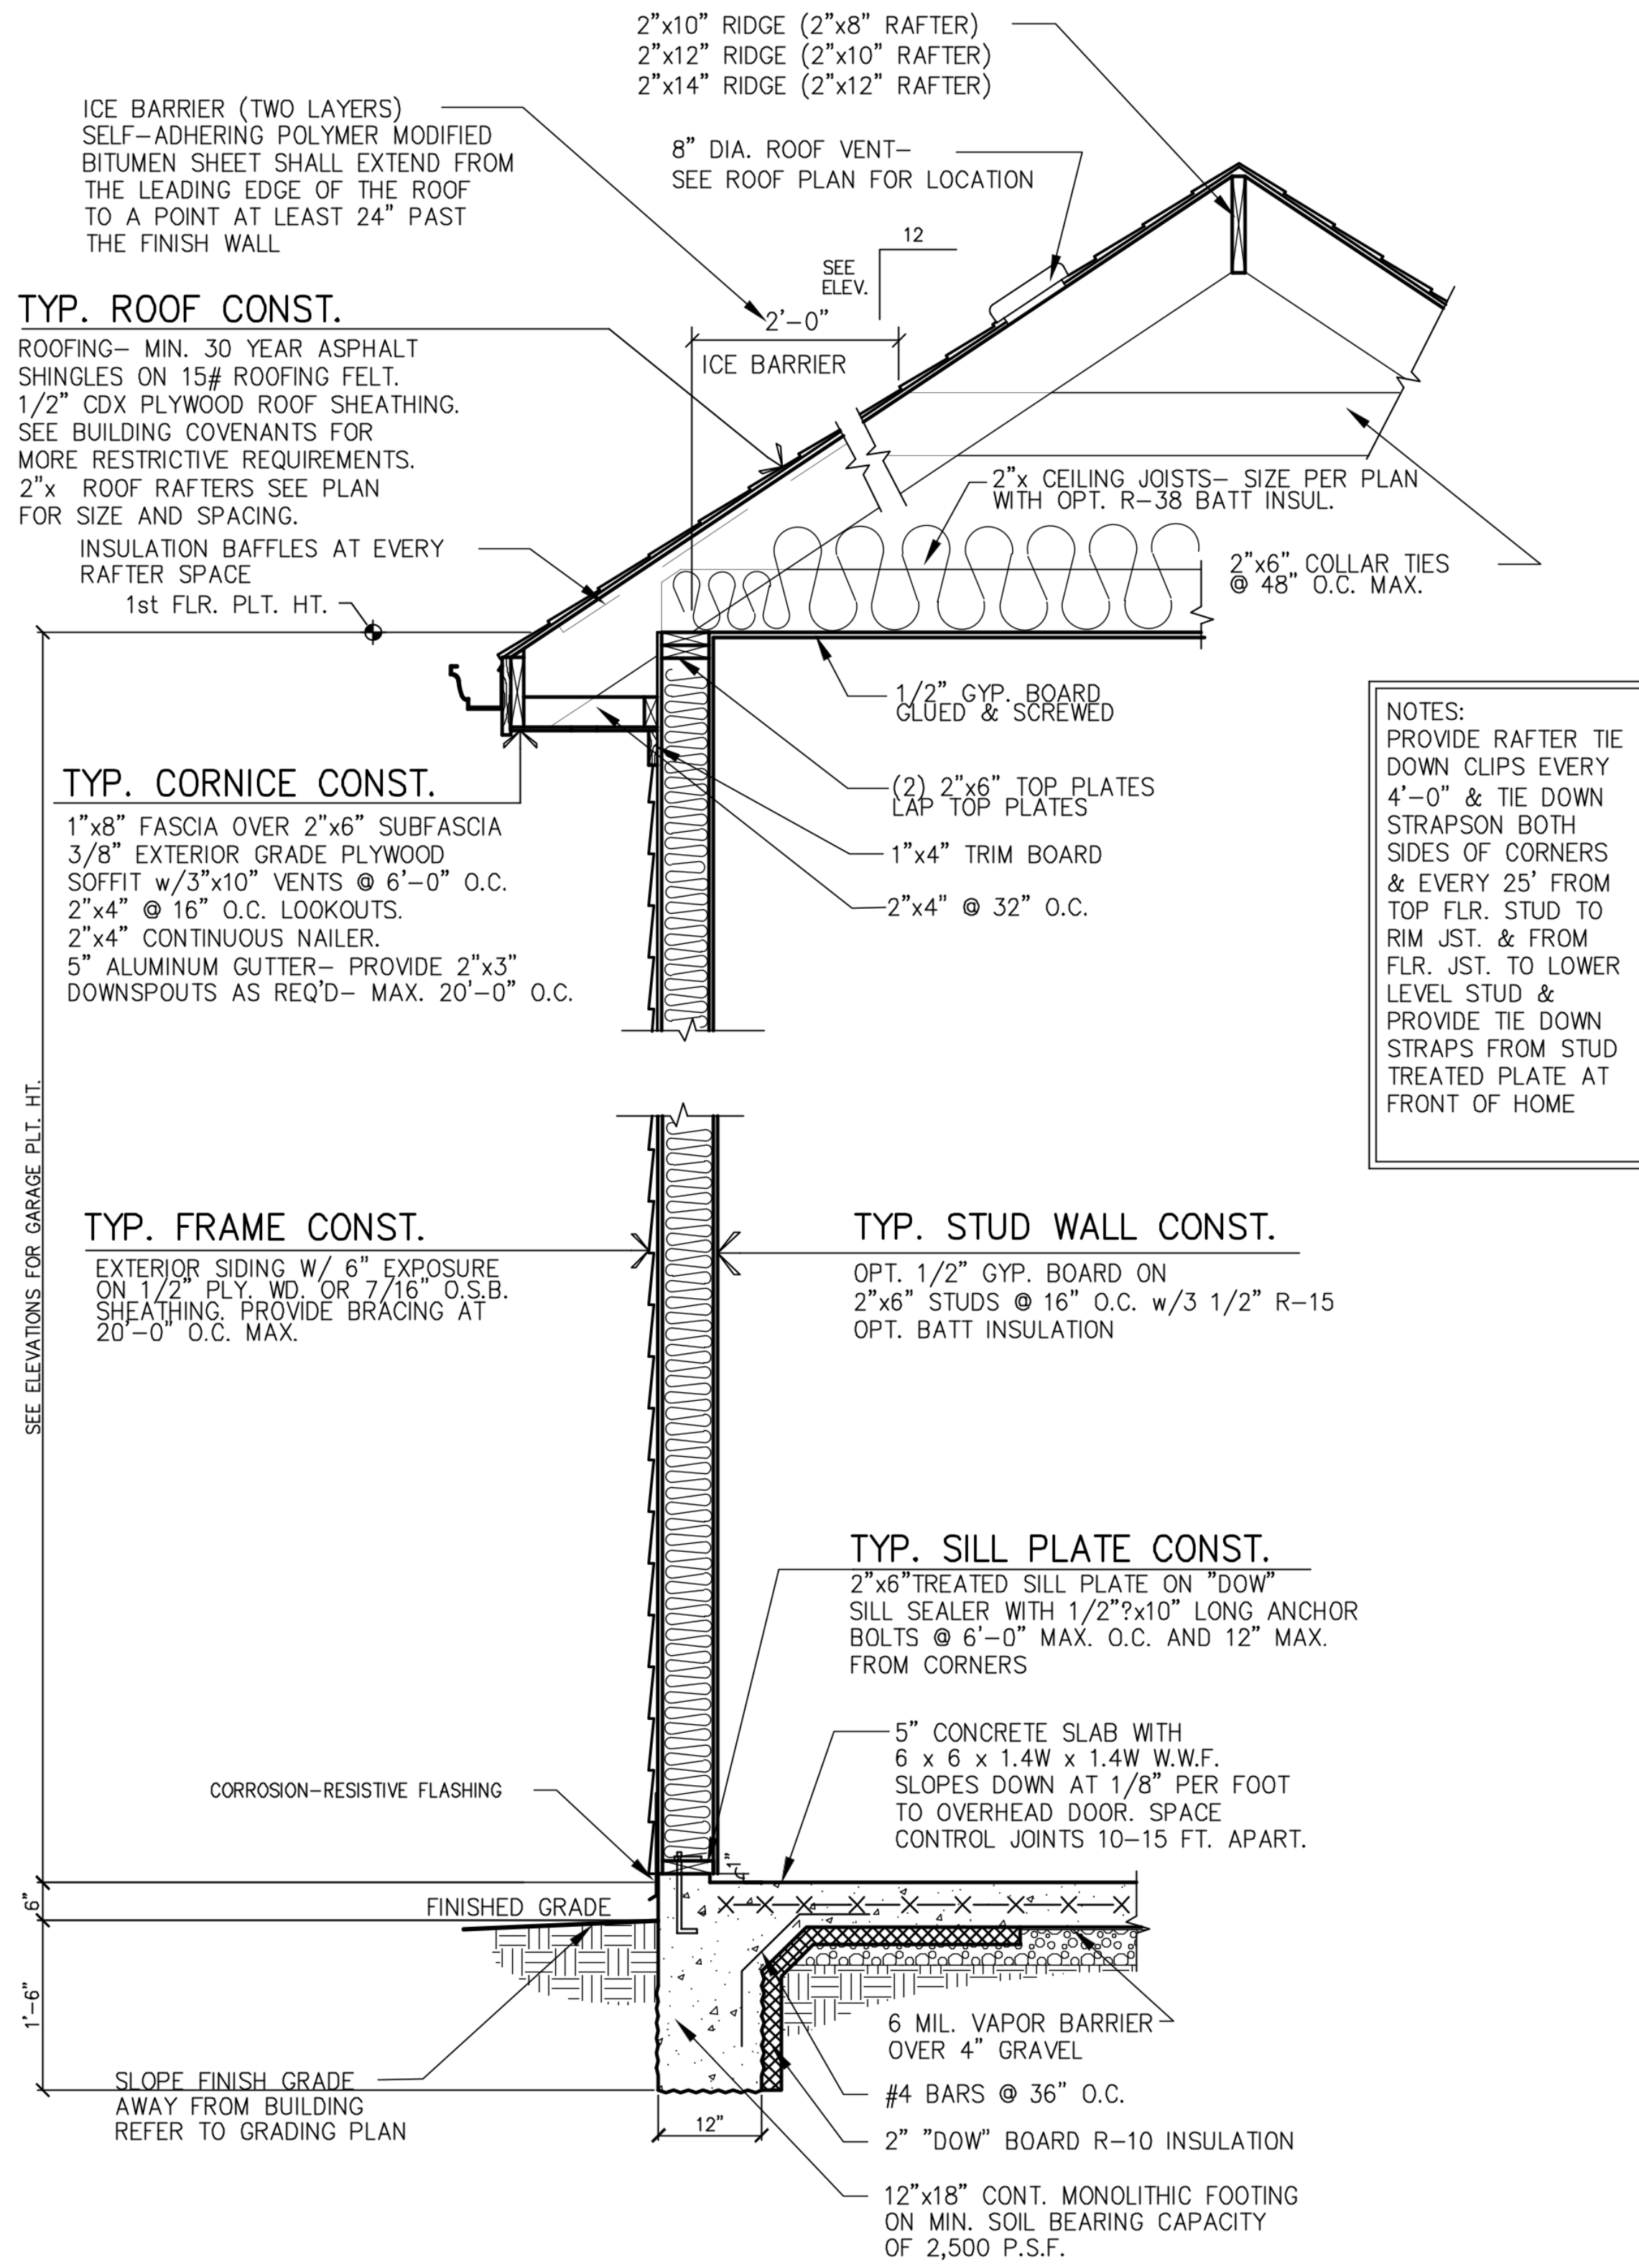 2"x10" RIDGE (2"x8" RAFTER)
2"x12" RIDGE (2"x10" RAFTER)
2"x14" RIDGE (2"x12" RAFTER)
ICE BARRIER (TWO LAYERS)
SELF-ADHERING POLYMER MODIFIED
BITUMEN SHEET SHALL EXTEND FROM
THE LEADING EDGE OF THE ROOF
TO A POINT AT LEAST 24" PAST
THE FINISH WALL
8" DIA. ROOF VENT-
SEE ROOF PLAN FOR LOCATION
12
SEE
ELEV.
2'-0"
ICE BARRIER
TYP. ROOF CONST.
ROOFING- MIN. 30 YEAR ASPHALT
SHINGLES ON 15# ROOFING FELT.
1/2" CDX PLYWOOD ROOF SHEATHING.
SEE BUILDING COVENANTS FOR
MORE RESTRICTIVE REQUIREMENTS.
2"x ROOF RAFTERS SEE PLAN
FOR SIZE AND SPACING.
INSULATION BAFFLES AT EVERY
RAFTER SPACE
1st FLR. PLT. HT.
2"x CEILING JOISTS- SIZE PER PLAN
WITH OPT. R-38 BATT INSUL.
2"x6" COLLAR TIES
@ 48" O.C. MAX.
1/2" GYP. BOARD
GLUED & SCREWED
(2) 2"x6" TOP PLATES
LAP TOP PLATES
1"x4" TRIM BOARD
2"x4" @ 32" O.C.
TYP. CORNICE CONST.
1"x8" FASCIA OVER 2"x6" SUBFASCIA
3/8" EXTERIOR GRADE PLYWOOD
SOFFIT w/3"x10" VENTS @ 6'-0" O.C.
2"x4" @ 16" O.C. LOOKOUTS.
2"x4" CONTINUOUS NAILER.
5" ALUMINUM GUTTER- PROVIDE 2"x3"
DOWNSPOUTS AS REQ'D- MAX. 20'-0" O.C.
NOTES:
PROVIDE RAFTER TIE
DOWN CLIPS EVERY
4'-0" & TIE DOWN
STRAPSON BOTH
SIDES OF CORNERS
& EVERY 25' FROM
TOP FLR. STUD TO
RIM JST. & FROM
FLR. JST. TO LOWER
LEVEL STUD &
PROVIDE TIE DOWN
STRAPS FROM STUD
TREATED PLATE AT
FRONT OF HOME
SEE ELEVATIONS FOR GARAGE PLT. HT.
TYP. FRAME CONST.
EXTERIOR SIDING W/ 6" EXPOSURE
ON 1/2" PLY. WD. OR 7/16" O.S.B.
SHEATHING. PROVIDE BRACING AT
20'-0" O.C. MAX.
TYP. STUD WALL CONST.
OPT. 1/2" GYP. BOARD ON
2"x6" STUDS @ 16" O.C. w/3 1/2" R-15
OPT. BATT INSULATION
TYP. SILL PLATE CONST.
2"x6"TREATED SILL PLATE ON "DOW"
SILL SEALER WITH 1/2"?x10" LONG ANCHOR
BOLTS @ 6'-0" MAX. O.C. AND 12" MAX.
FROM CORNERS
5" CONCRETE SLAB WITH
6 x 6 x 1.4W x 1.4W W.W.F.
SLOPES DOWN AT 1/8" PER FOOT
TO OVERHEAD DOOR. SPACE
CONTROL JOINTS 10-15 FT. APART.
CORROSION-RESISTIVE FLASHING
1"
6"
FINISHED GRADE
1'-6"
6 MIL. VAPOR BARRIER
OVER 4" GRAVEL
#4 BARS @ 36" O.C.
SLOPE FINISH GRADE
AWAY FROM BUILDING
REFER TO GRADING PLAN
12"
2" "DOW" BOARD R-10 INSULATION
12"x18" CONT. MONOLITHIC FOOTING
ON MIN. SOIL BEARING CAPACITY
OF 2,500 P.S.F.